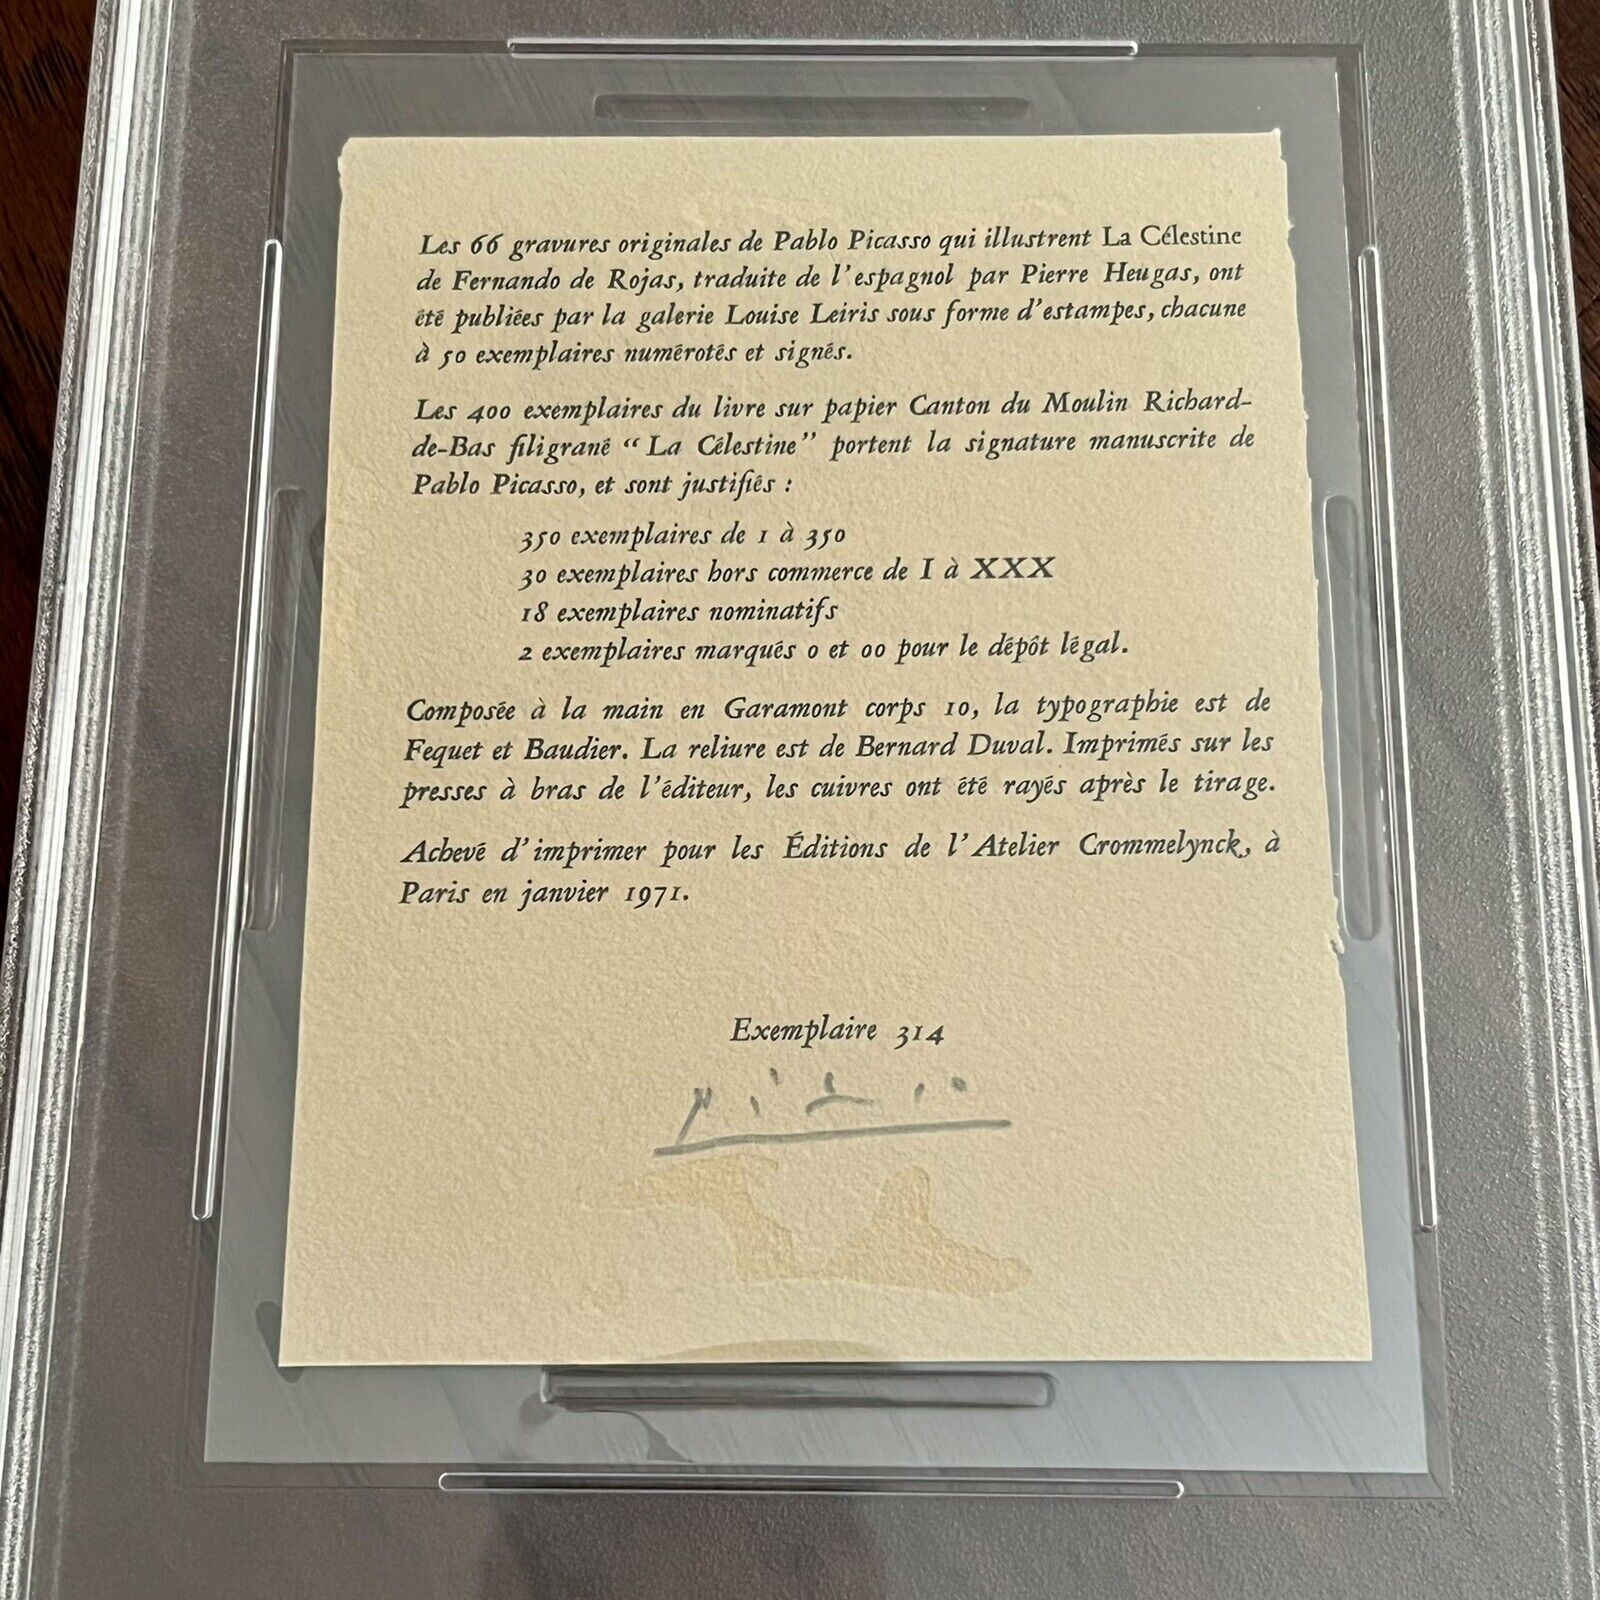 Les 66 gravures originales de Pablo Picasso qui illustrent La Célestine
de Fernando de Rojas, traduite de l'espagnol par Pierre Heugas, ont
été publiées par la galerie Louise Leiris sous forme d'estampes, chacune
à 50 exemplaires numérotés et signés.
Les 400 exemplaires du livre sur papier Canton du Moulin Richard-
de-Bas filigrané “La Célestine” portent la signature manuscrite de
Pablo Picasso, et sont justifiés :
350 exemplaires de 1 à 350
30 exemplaires hors commerce de I à XXX
18 exemplaires nominatifs
2 exemplaires marqués 0 et 00 pour le dépôt légal.
Composée à la main en Garamont corps 10, la typographie est de
Fequet et Baudier. La reliure est de Bernard Duval. Imprimés sur les
presses à bras de l'éditeur, les cuivres ont été rayés après le tirage.
Achevé d'imprimer pour les Éditions de l'Atelier Crommelynck, à
Paris en janvier 1971.
Exemplaire 314